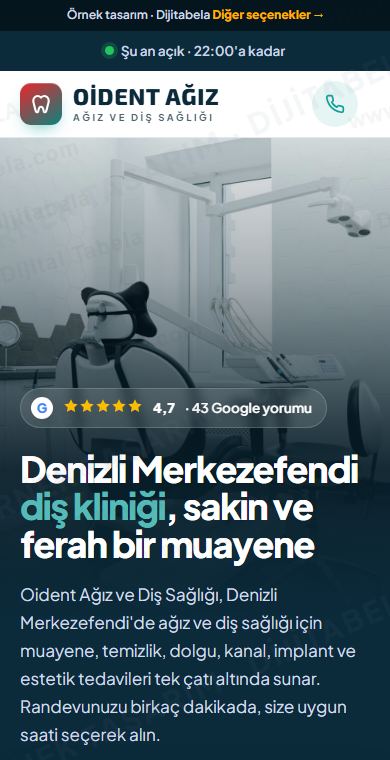 Örnek tasarım · Dijitabela Diğer seçenekler →
Şu an açık · 22:00'a kadar
OİDENT AĞIZ
AĞIZ VE DİŞ SAĞLIĞI
G ★★★★★ 4,7 · 43 Google yorumu
Denizli Merkezefendi
diş kliniği, sakin ve
ferah bir muayene
Oident Ağız ve Diş Sağlığı, Denizli
Merkezefendi'de ağız ve diş sağlığı için
muayene, temizlik, dolgu, kanal, implant ve
estetik tedavileri tek çatı altında sunar.
Randevunuzu birkaç dakikada, size uygun
saati seçerek alın.